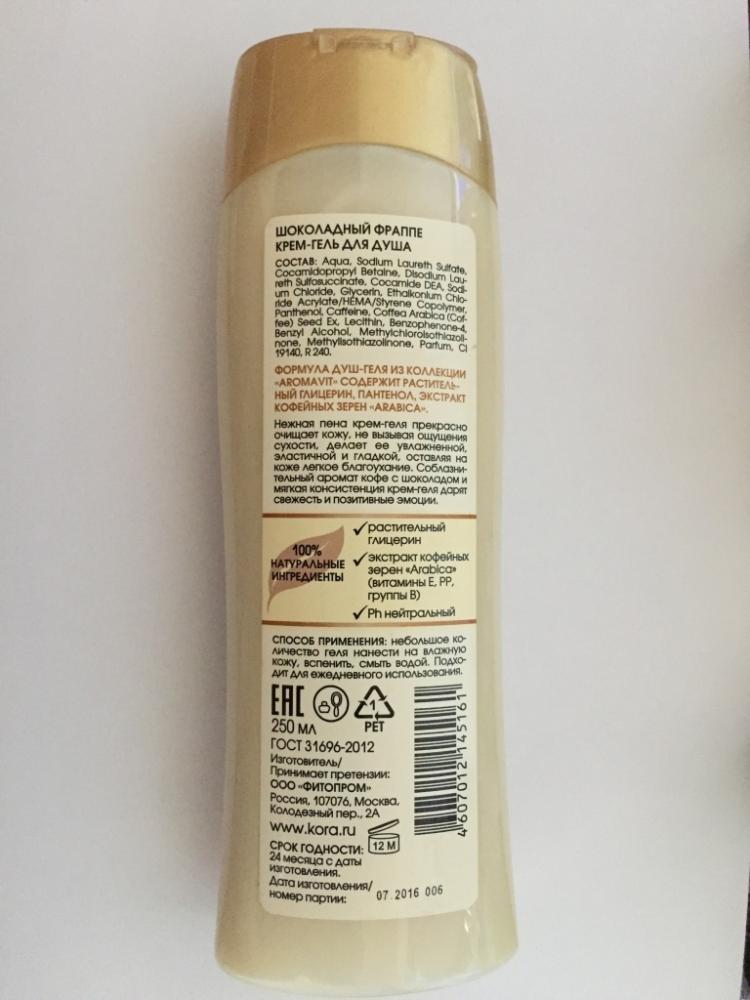 ШОКОЛАДНЫЙ ФРАППЕ
КРЕМ-ГЕЛЬ ДЛЯ ДУША
СОСТАВ: Aqua, Sodium Laureth Sulfate,
Cocamidopropyl Betaine, Disodium Lau-
reth Sulfosuccinate, Cocamide DEA, Sodi-
um Chloride, Glycerin, Ethalkonium Chlo-
ride Acrylate/HEMA/Styrene Copolymer,
Panthenol, Caffeine, Coffea Arabica (Cof-
fee) Seed Ex, Lecithin, Benzophenone-4,
Benzyl Alcohol, Methylchloroisothiazoli-
none, Methylisothiazolinone, Parfum, CI
19140, R 240.
ФОРМУЛА ДУШ-ГЕЛЯ ИЗ КОЛЛЕКЦИИ
«AROMAVIT» СОДЕРЖИТ РАСТИТЕЛЬ-
НЫЙ ГЛИЦЕРИН, ПАНТЕНОЛ, ЭКСТРАКТ
КОФЕЙНЫХ ЗЕРЕН «ARABICA».
Нежная пена крем-геля прекрасно
очищает кожу, не вызывая ощущения
сухости, делает ее увлажненной,
эластичной и гладкой, оставляя на
коже легкое благоухание. Соблазни-
тельный аромат кофе с шоколадом и
мягкая консистенция крем-геля дарят
свежесть и позитивные эмоции.
100%
НАТУРАЛЬНЫЕ
ИНГРЕДИЕНТЫ
✓растительный
глицерин
✓экстракт кофейных
зерен «Arabica»
(витамины Е, РР,
группы В)
✓Ph нейтральный
СПОСОБ ПРИМЕНЕНИЯ: небольшое ко-
личество геля нанести на влажную
кожу, вспенить, смыть водой. Подхо-
дит для ежедневного использования.
EAC
1
PET
250 мл
ГОСТ 31696-2012
Изготовитель/
Принимает претензии:
ООО «ФИТОПРОМ»
Россия, 107076, Москва,
Колодезный пер., 2А
www.kora.ru
12 M
СРОК ГОДНОСТИ:
24 месяца с даты
изготовления.
Дата изготовления/
номер партии:
07 2016 006
4607012 145161